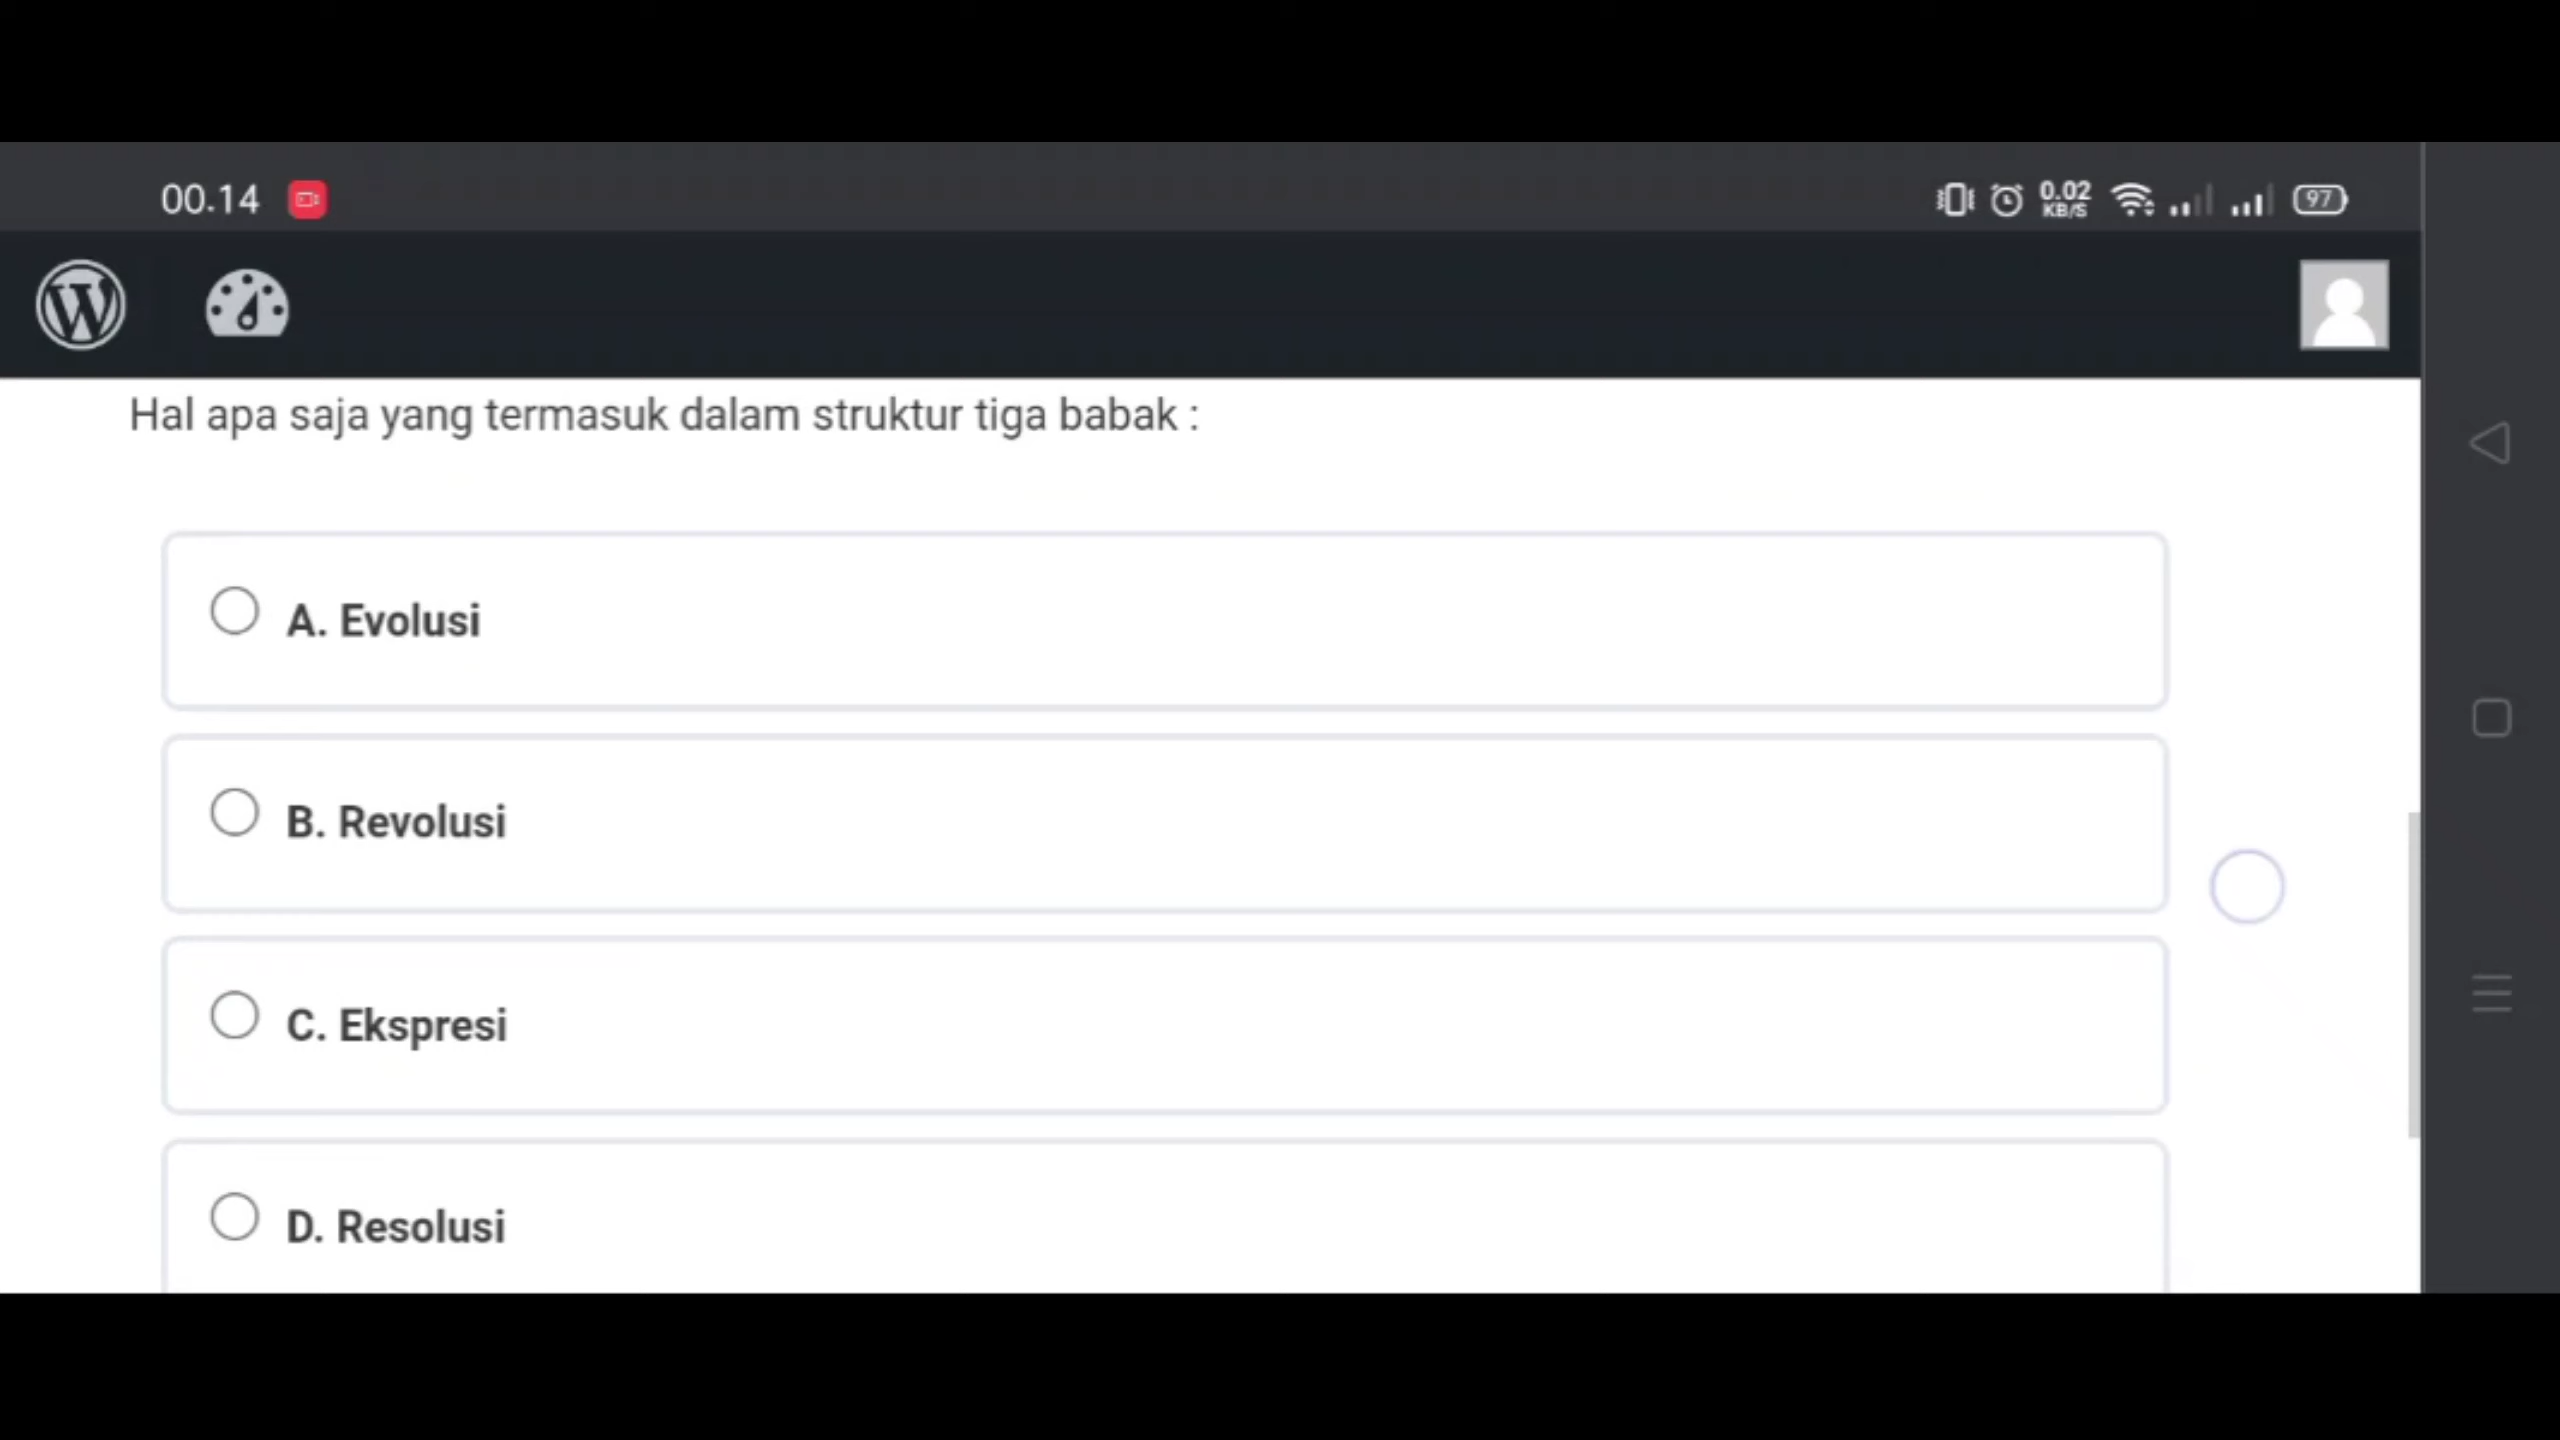 00.14
0.02
KB/S
97
Hal apa saja yang termasuk dalam struktur tiga babak :
A. Evolusi
B. Revolusi
C. Ekspresi
D. Resolusi